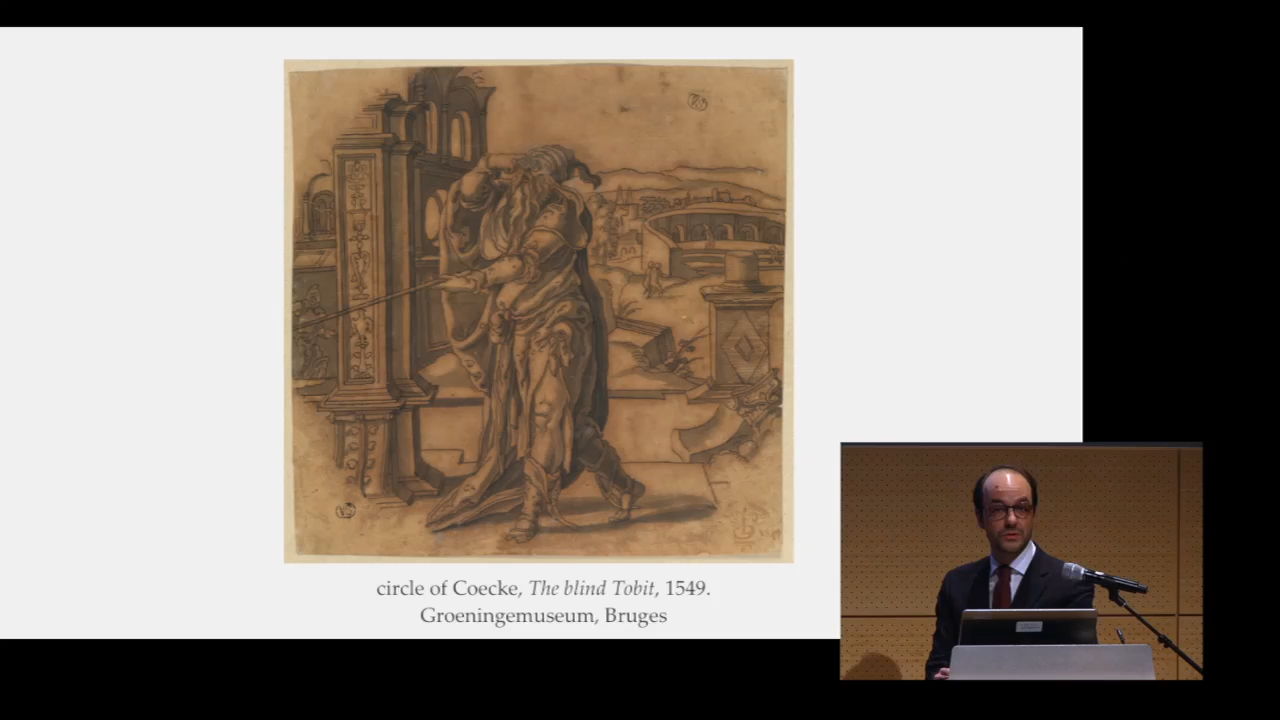 circle of Coecke, The blind Tobit, 1549.
Groeningemuseum, Bruges